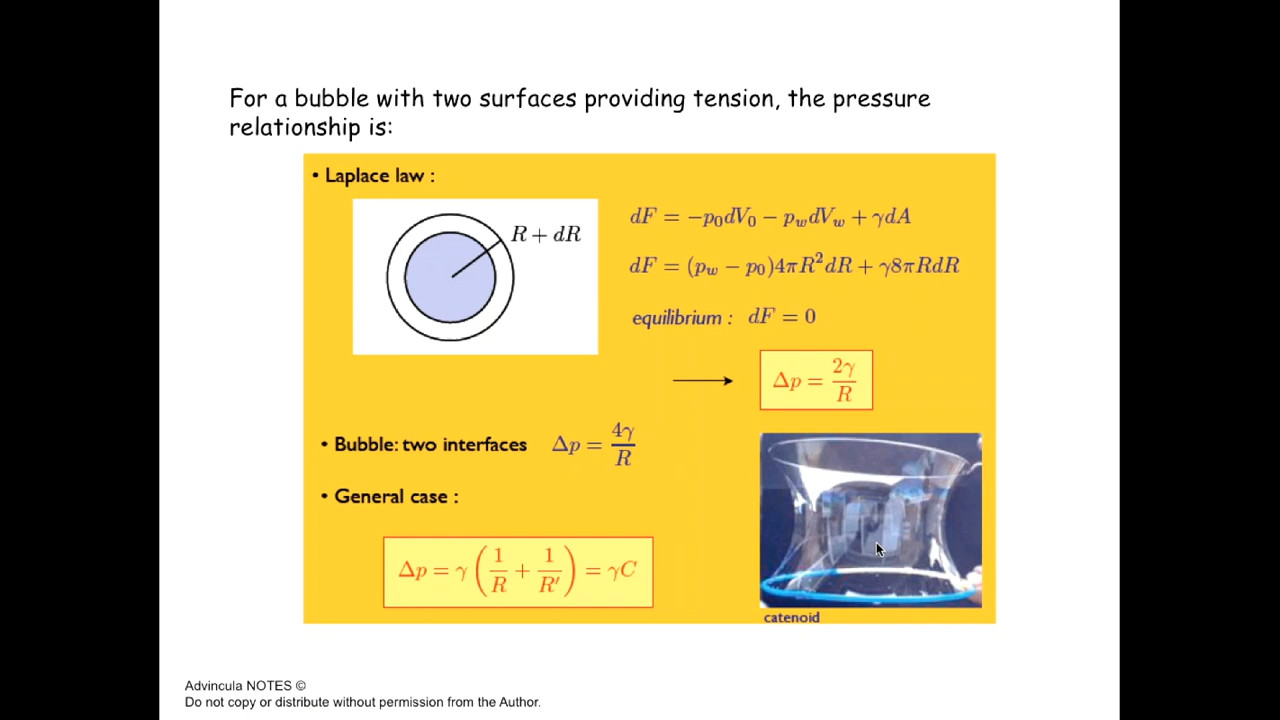 For a bubble with two surfaces providing tension, the pressure
relationship is:
• Laplace law :
R + dR
dF = −p₀dV₀ − p_w dV_w + γdA
dF = (p_w − p₀)4πR²dR + γ8πRdR
equilibrium : dF = 0
Δp = 2γ/R
• Bubble: two interfaces Δp = 4γ/R
• General case :
Δp = γ(1/R + 1/R′) = γC
catenoid
Advincula NOTES ©
Do not copy or distribute without permission from the Author.